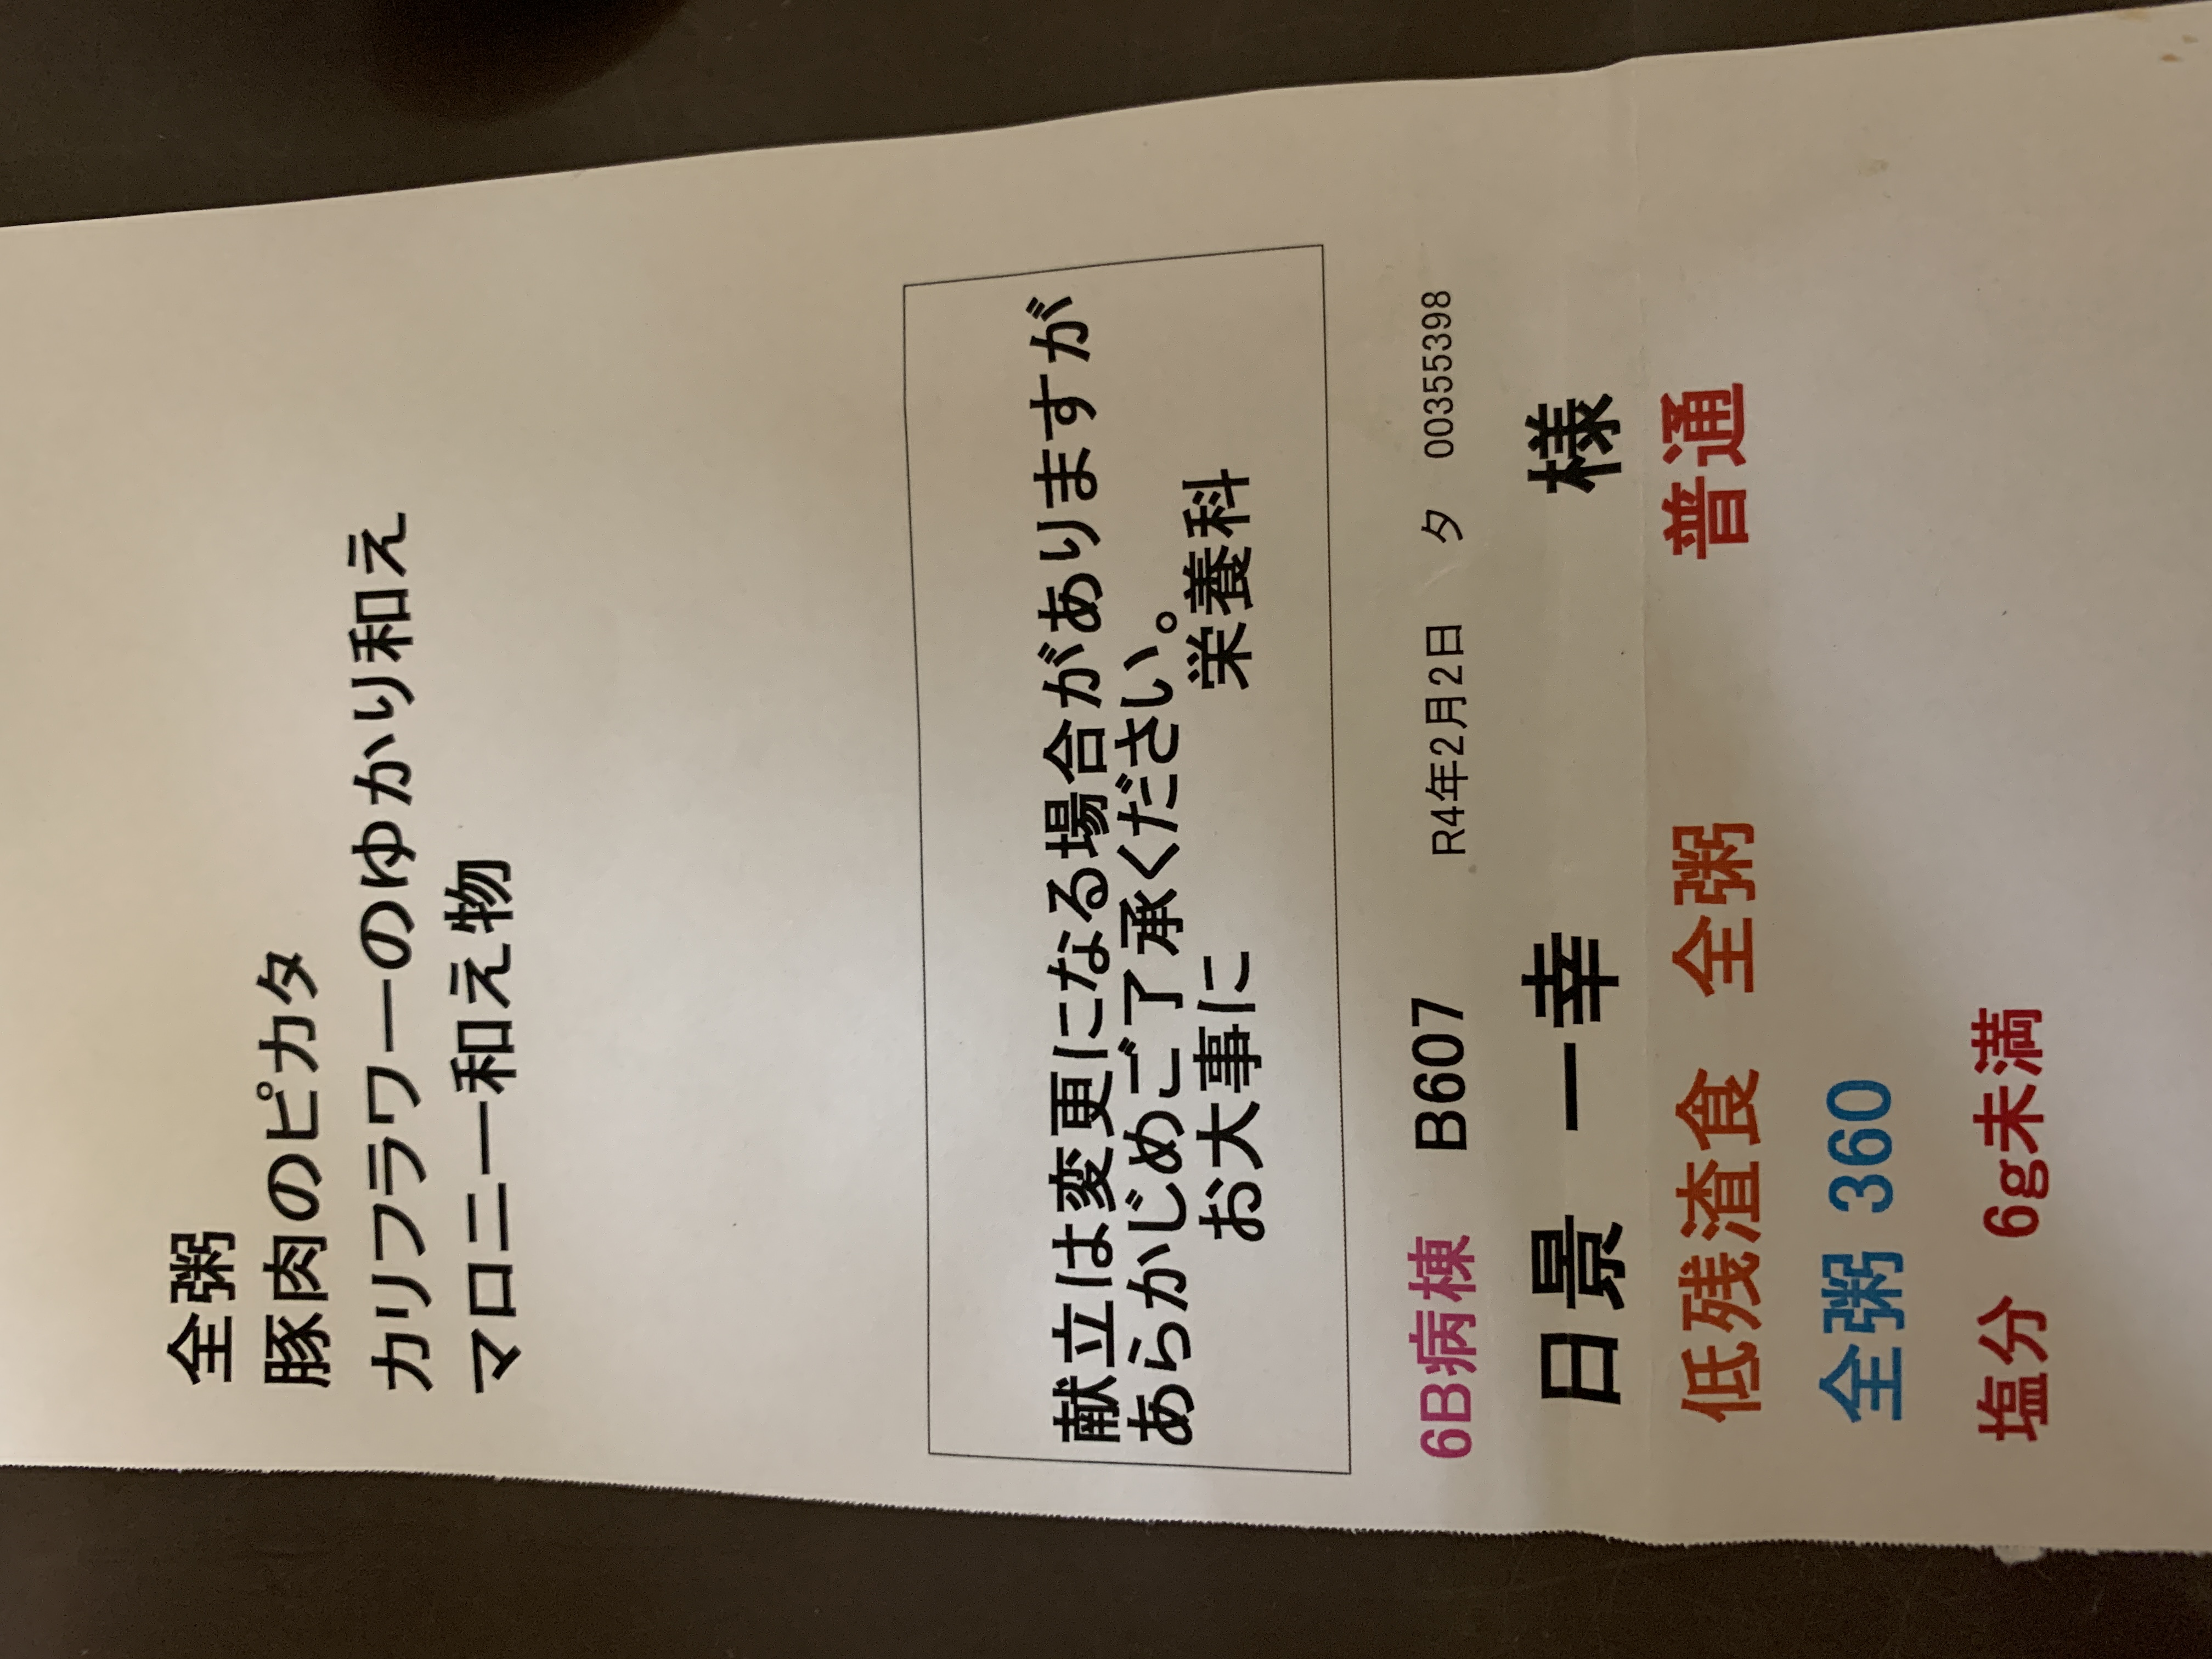 全粥
豚肉のピカタ
カリフラワーのゆかり和え
マロニー和え物
献立は変更になる場合がありますが
あらかじめご了承ください。
お大事に 栄養科
6B病棟 B607 R4年2月2日 夕 00355398
日景 一幸 様
低残渣食 全粥 普通
全粥 360
塩分 6g未満